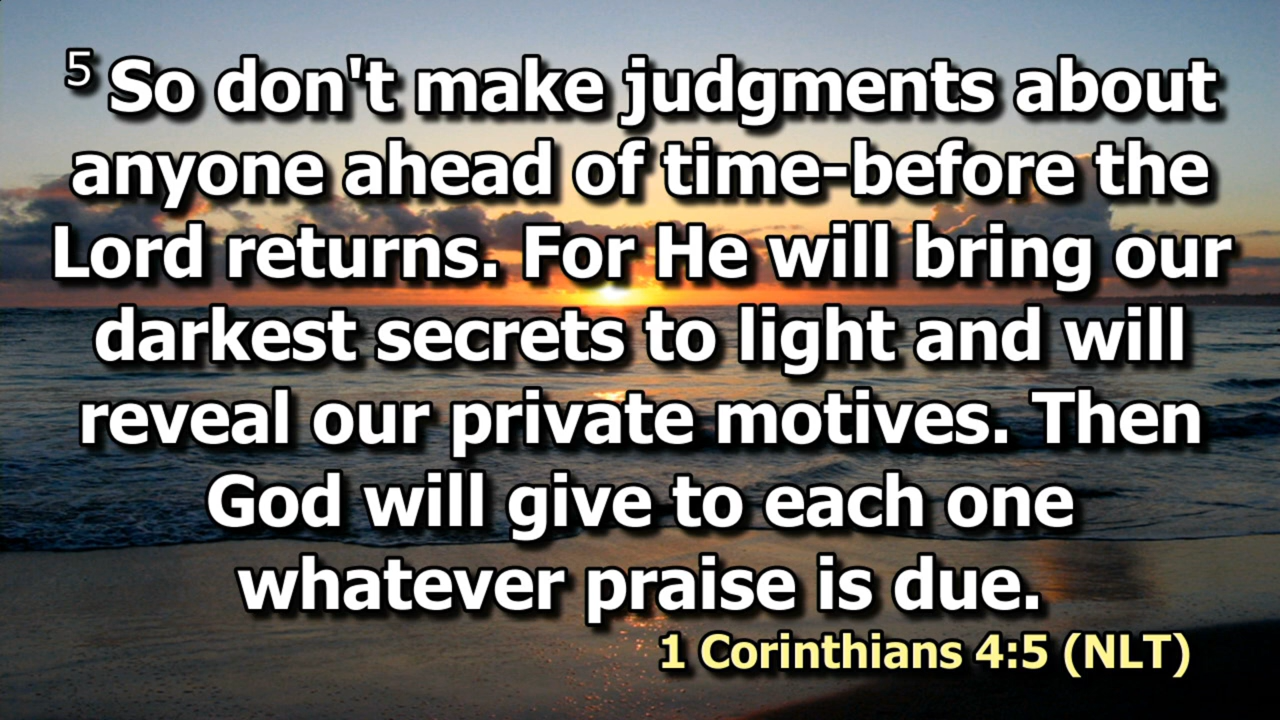 5 So don't make judgments about
anyone ahead of time-before the
Lord returns. For He will bring our
darkest secrets to light and will
reveal our private motives. Then
God will give to each one
whatever praise is due.
1 Corinthians 4:5 (NLT)